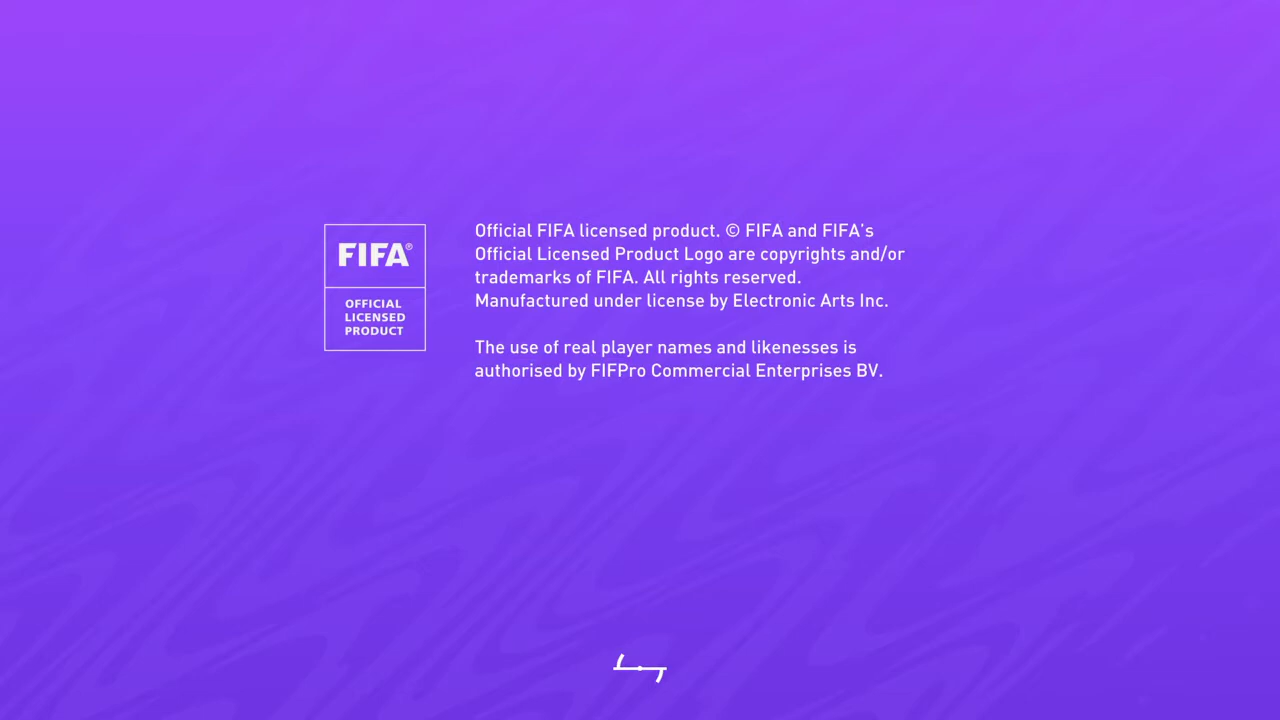 FIFA®
OFFICIAL
LICENSED
PRODUCT
Official FIFA licensed product. © FIFA and FIFA's
Official Licensed Product Logo are copyrights and/or
trademarks of FIFA. All rights reserved.
Manufactured under license by Electronic Arts Inc.
The use of real player names and likenesses is
authorised by FIFPro Commercial Enterprises BV.